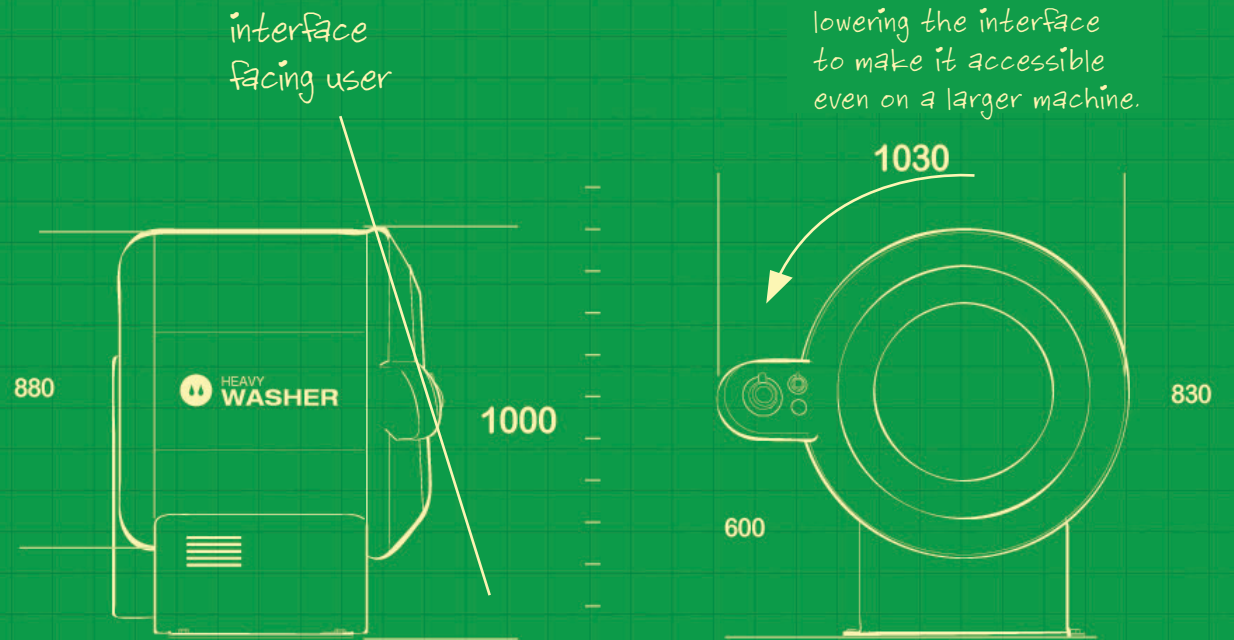 interface
facing user
lowering the interface
to make it accessible
even on a larger machine.
1030
880
HEAVY
WASHER
1000
830
600